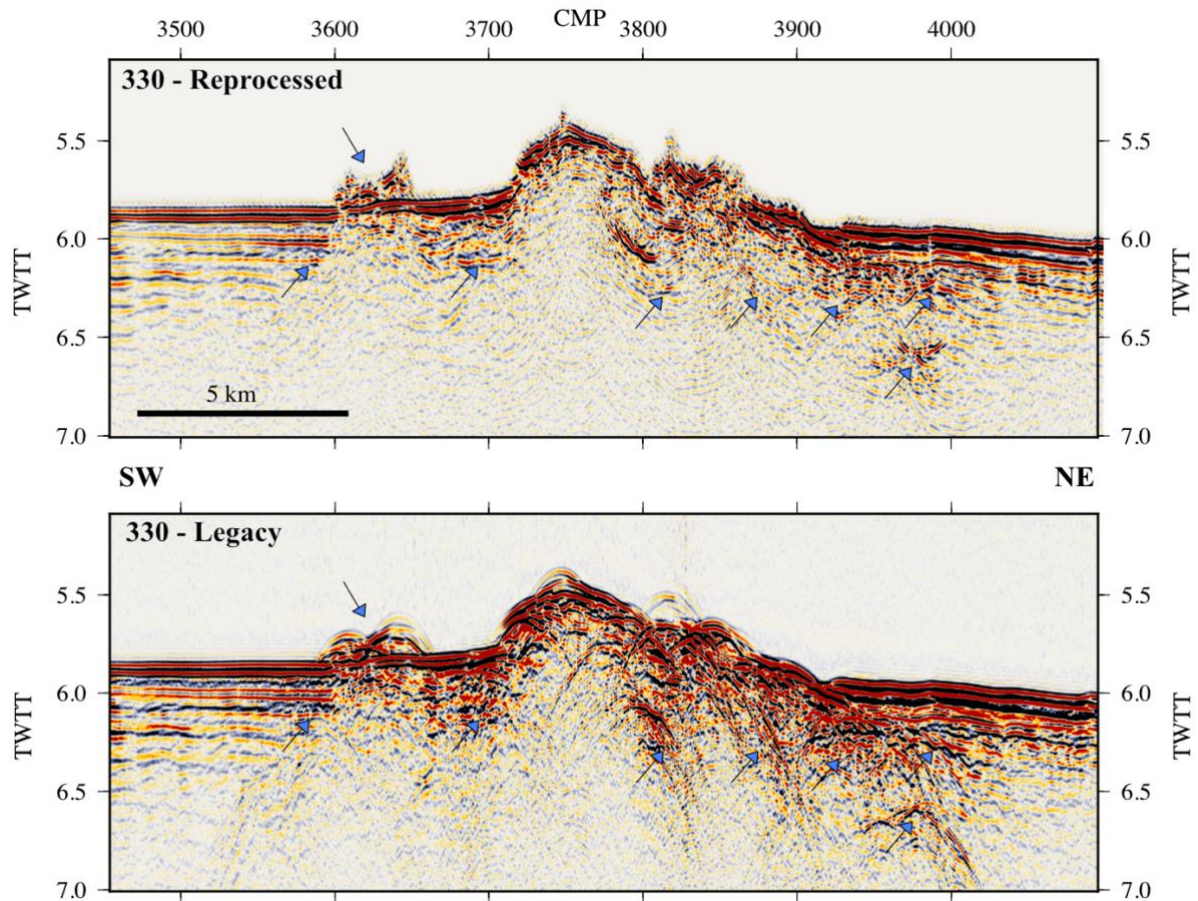 CMP
3500 3600 3700 3800 3900 4000
330 - Reprocessed
5.5 5.5
6.0 6.0
TWTT TWTT
6.5 6.5
5 km
7.0 7.0
SW NE
330 - Legacy
5.5 5.5
6.0 6.0
TWTT TWTT
6.5 6.5
7.0 7.0